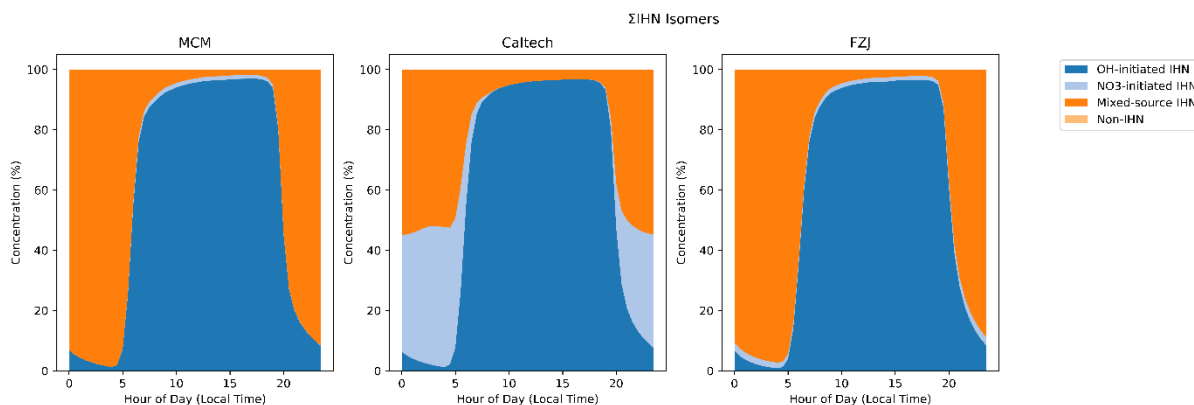 ΣIHN Isomers
MCM
Caltech
FZJ
100
80
60
40
20
0
Concentration (%)
0 5 10 15 20
Hour of Day (Local Time)
100
80
60
40
20
0
Concentration (%)
0 5 10 15 20
Hour of Day (Local Time)
100
80
60
40
20
0
Concentration (%)
0 5 10 15 20
Hour of Day (Local Time)
OH-initiated IHN
NO3-initiated IHN
Mixed-source IHN
Non-IHN